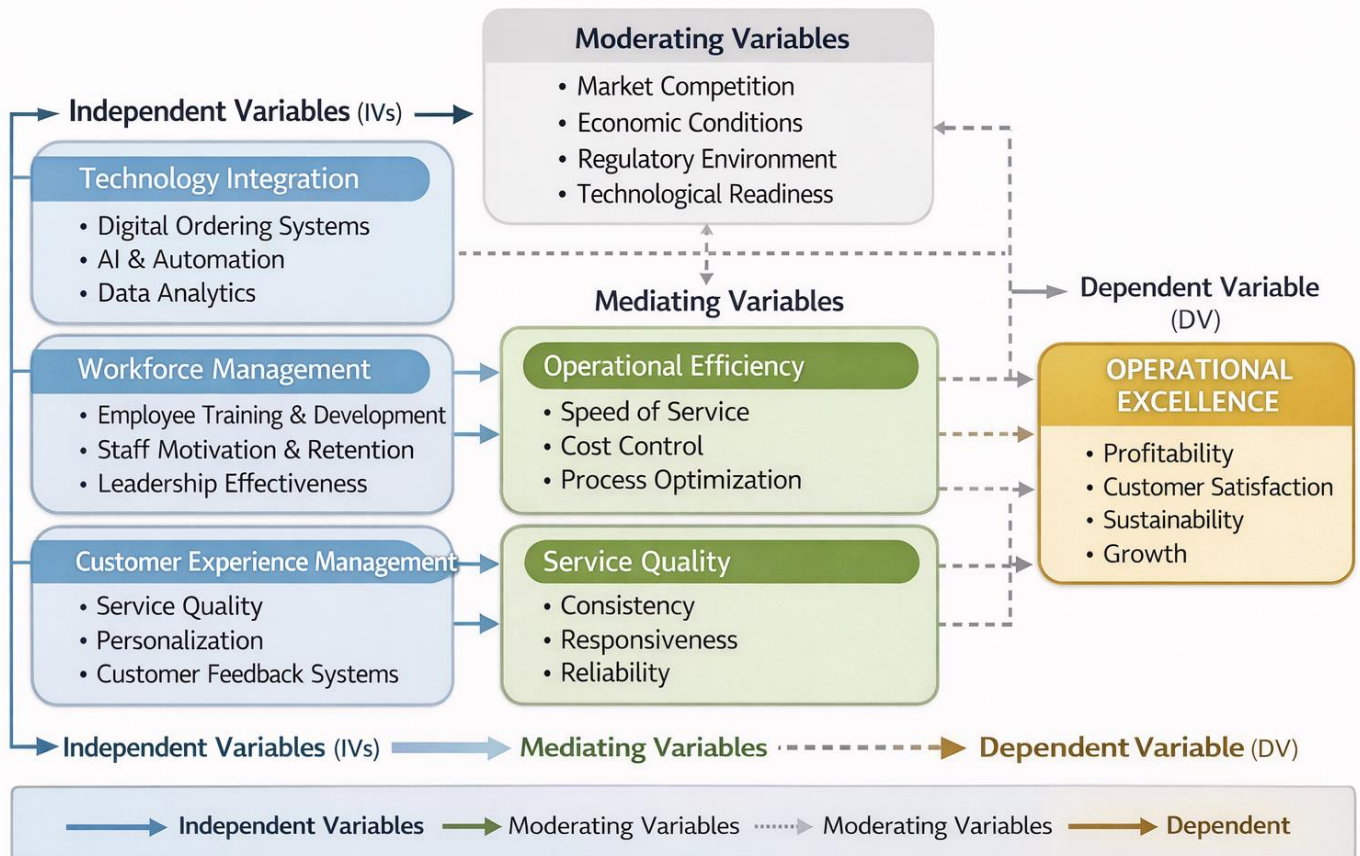 Moderating Variables
• Market Competition
• Economic Conditions
• Regulatory Environment
• Technological Readiness
Independent Variables (IVs)
Technology Integration
• Digital Ordering Systems
• AI & Automation
• Data Analytics
Workforce Management
• Employee Training & Development
• Staff Motivation & Retention
• Leadership Effectiveness
Customer Experience Management
• Service Quality
• Personalization
• Customer Feedback Systems
Mediating Variables
Operational Efficiency
• Speed of Service
• Cost Control
• Process Optimization
Service Quality
• Consistency
• Responsiveness
• Reliability
Dependent Variable
(DV)
OPERATIONAL
EXCELLENCE
• Profitability
• Customer Satisfaction
• Sustainability
• Growth
Independent Variables (IVs) Mediating Variables Dependent Variable (DV)
Independent Variables Moderating Variables Moderating Variables Dependent